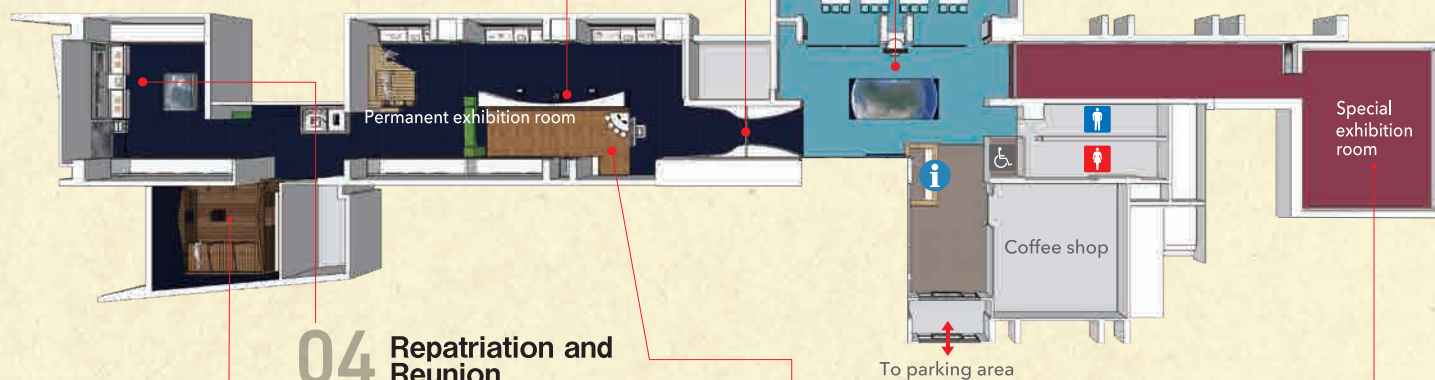 Permanent exhibition room
Special
exhibition
room
i
Coffee shop
04
Repatriation and
Reunion
To parking area